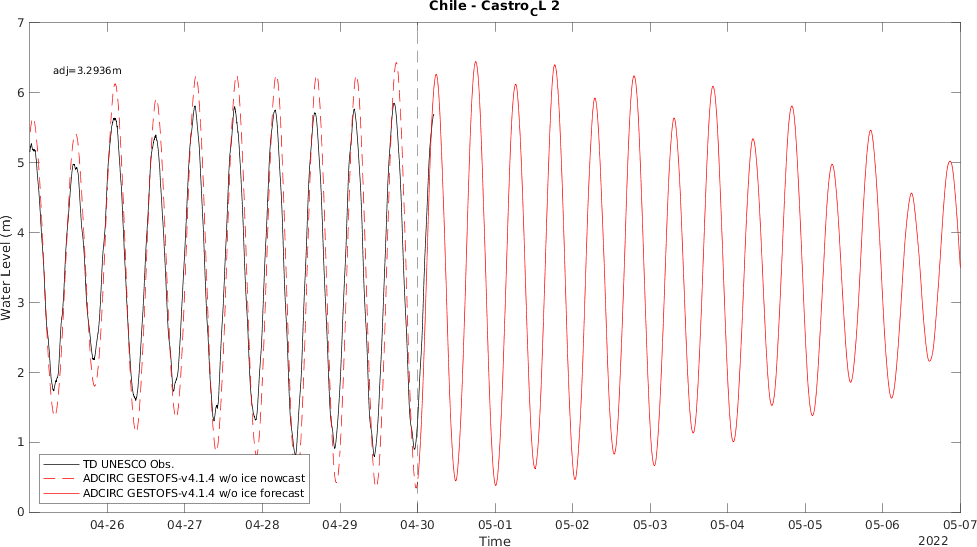 Chile - Castro_CL 2
adj=3.2936m
Water Level (m)
7
6
5
4
3
2
1
0
TD UNESCO Obs.
ADCIRC GESTOFS-v4.1.4 w/o ice nowcast
ADCIRC GESTOFS-v4.1.4 w/o ice forecast
04-26 04-27 04-28 04-29 04-30 05-01 05-02 05-03 05-04 05-05 05-06 05-07
Time
2022